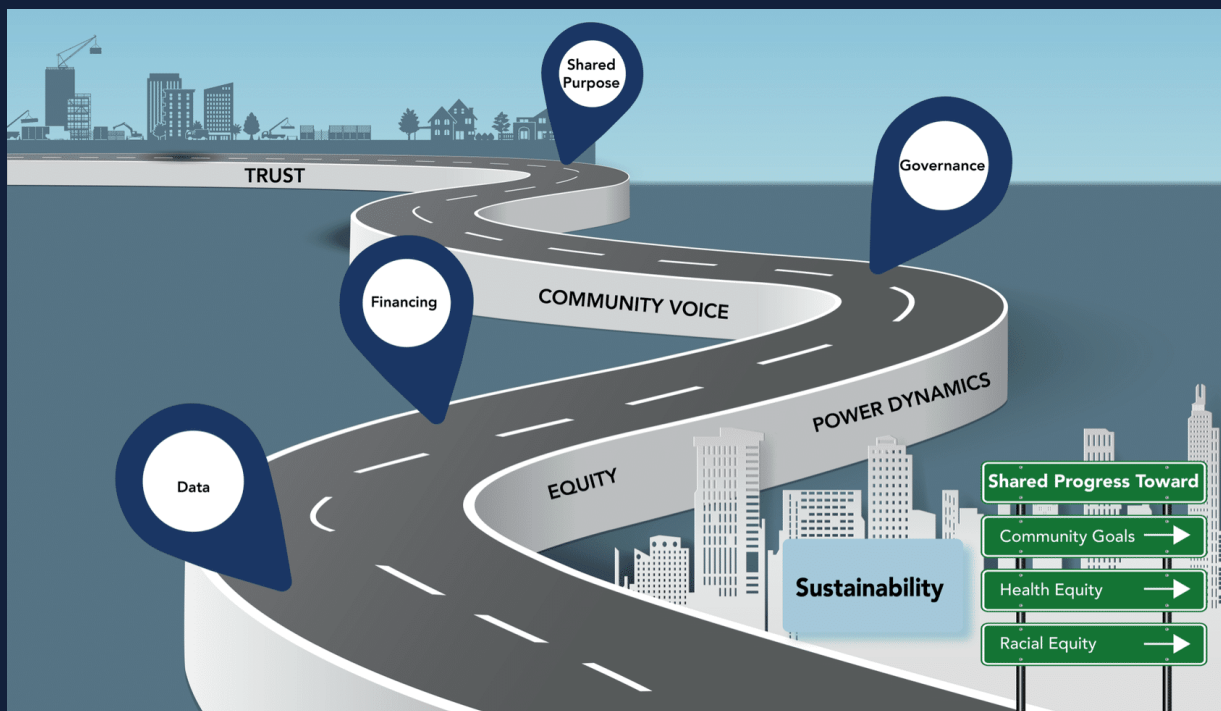 Shared
Purpose
Governance
TRUST
Financing
COMMUNITY VOICE
POWER DYNAMICS
EQUITY
Data
Sustainability
Shared Progress Toward
Community Goals
Health Equity
Racial Equity